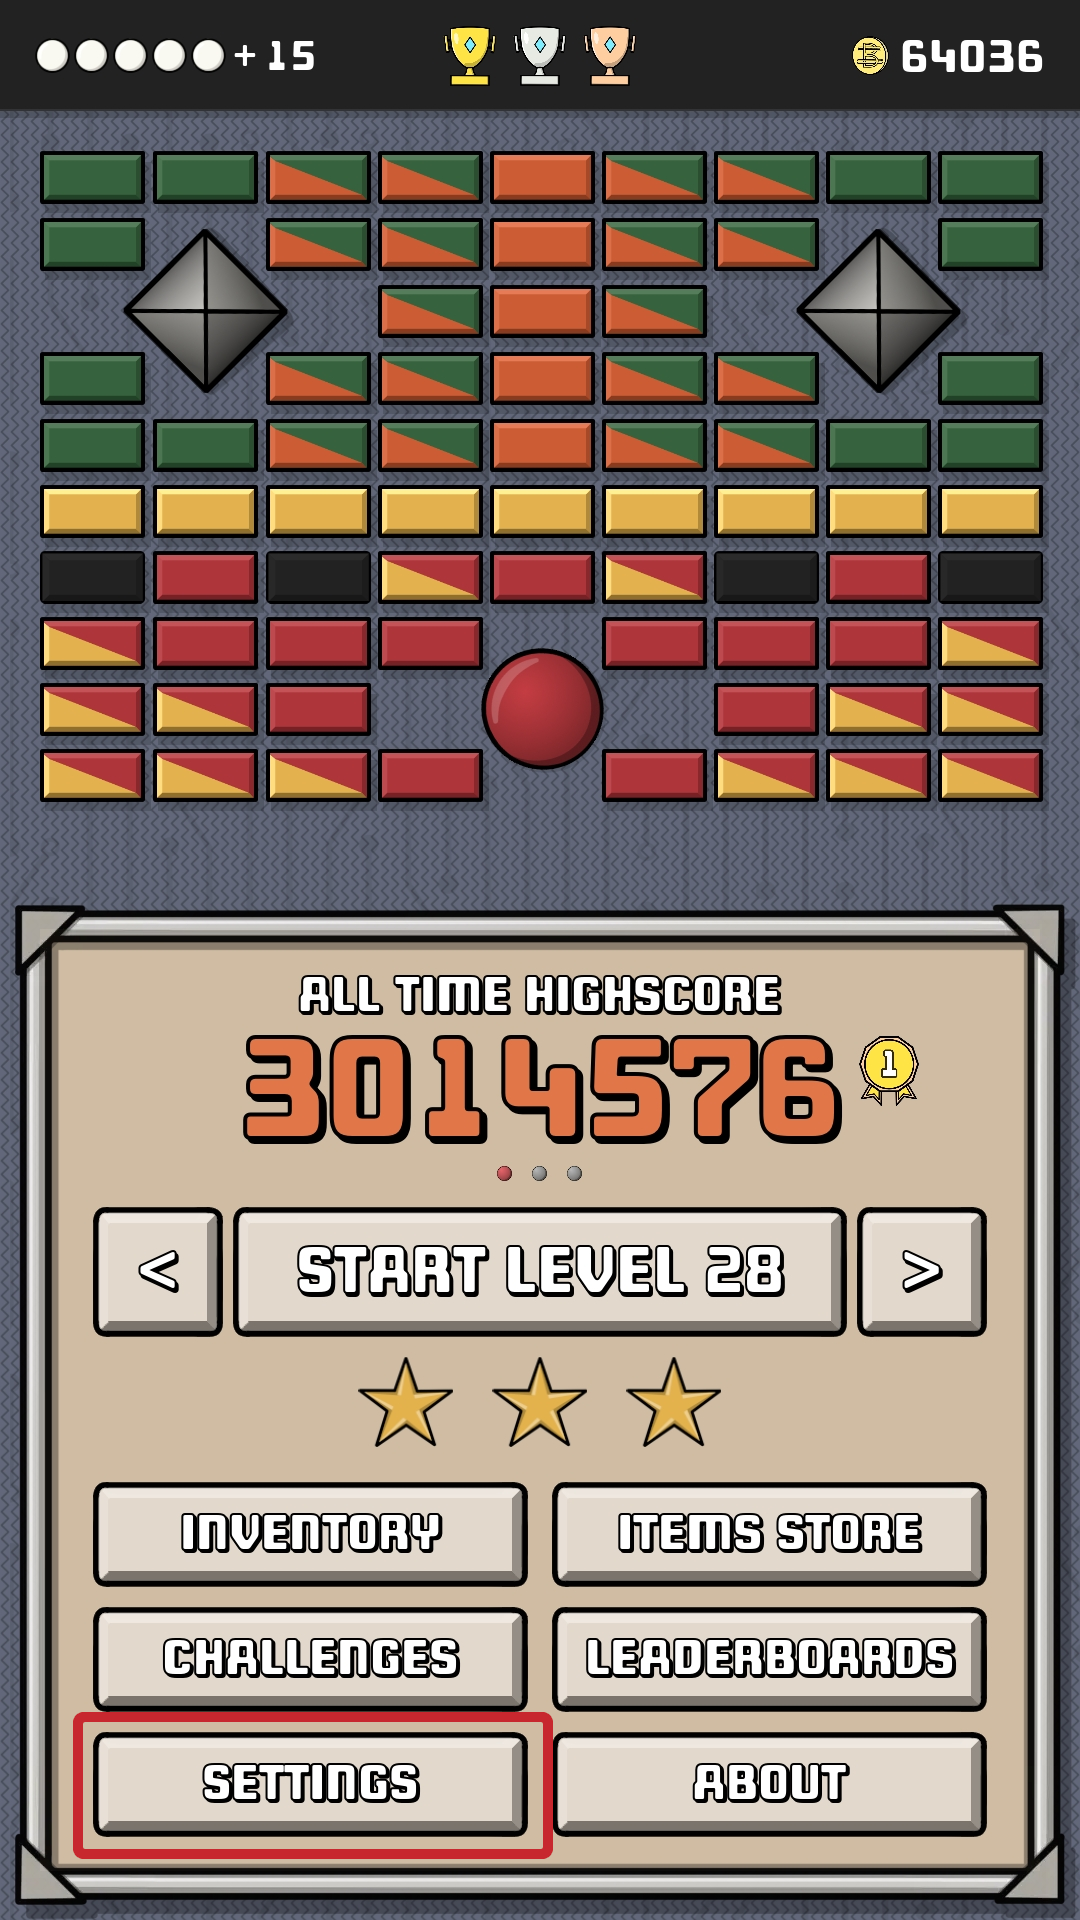 + 15
64036
ALL TIME HIGHSCORE
3014576
1
< START LEVEL 28 >
INVENTORY
ITEMS STORE
CHALLENGES
LEADERBOARDS
SETTINGS
ABOUT